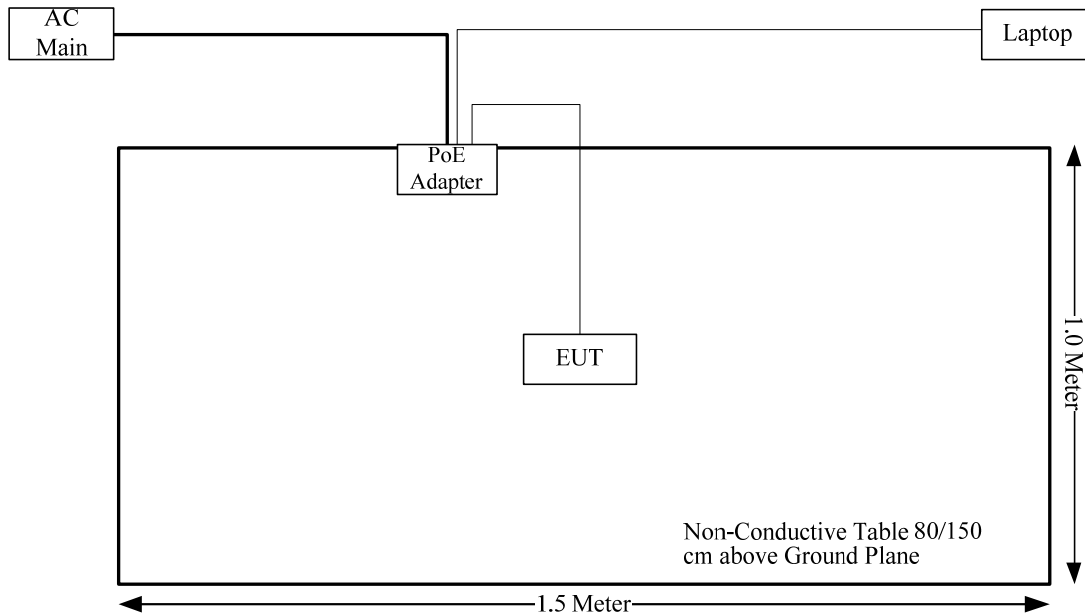 AC
Main
Laptop
PoE
Adapter
EUT
1.0 Meter
Non-Conductive Table 80/150
cm above Ground Plane
1.5 Meter